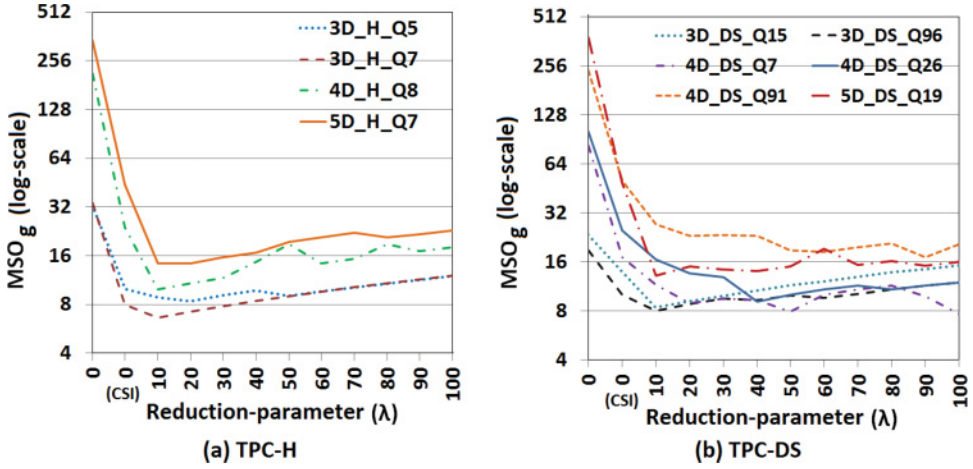 512
256
128
64
32
16
8
4
MSO g (log-scale)
3D_H_Q5
3D_H_Q7
4D_H_Q8
5D_H_Q7
0
0
(CSI)
10
20
30
40
50
60
70
80
90
100
Reduction-parameter (λ)
(a) TPC-H
512
256
128
64
32
16
8
4
MSO g (log-scale)
3D_DS_Q15
3D_DS_Q96
4D_DS_Q7
4D_DS_Q26
4D_DS_Q91
5D_DS_Q19
0
0
(CSI)
10
20
30
40
50
60
70
80
90
100
Reduction-parameter (λ)
(b) TPC-DS